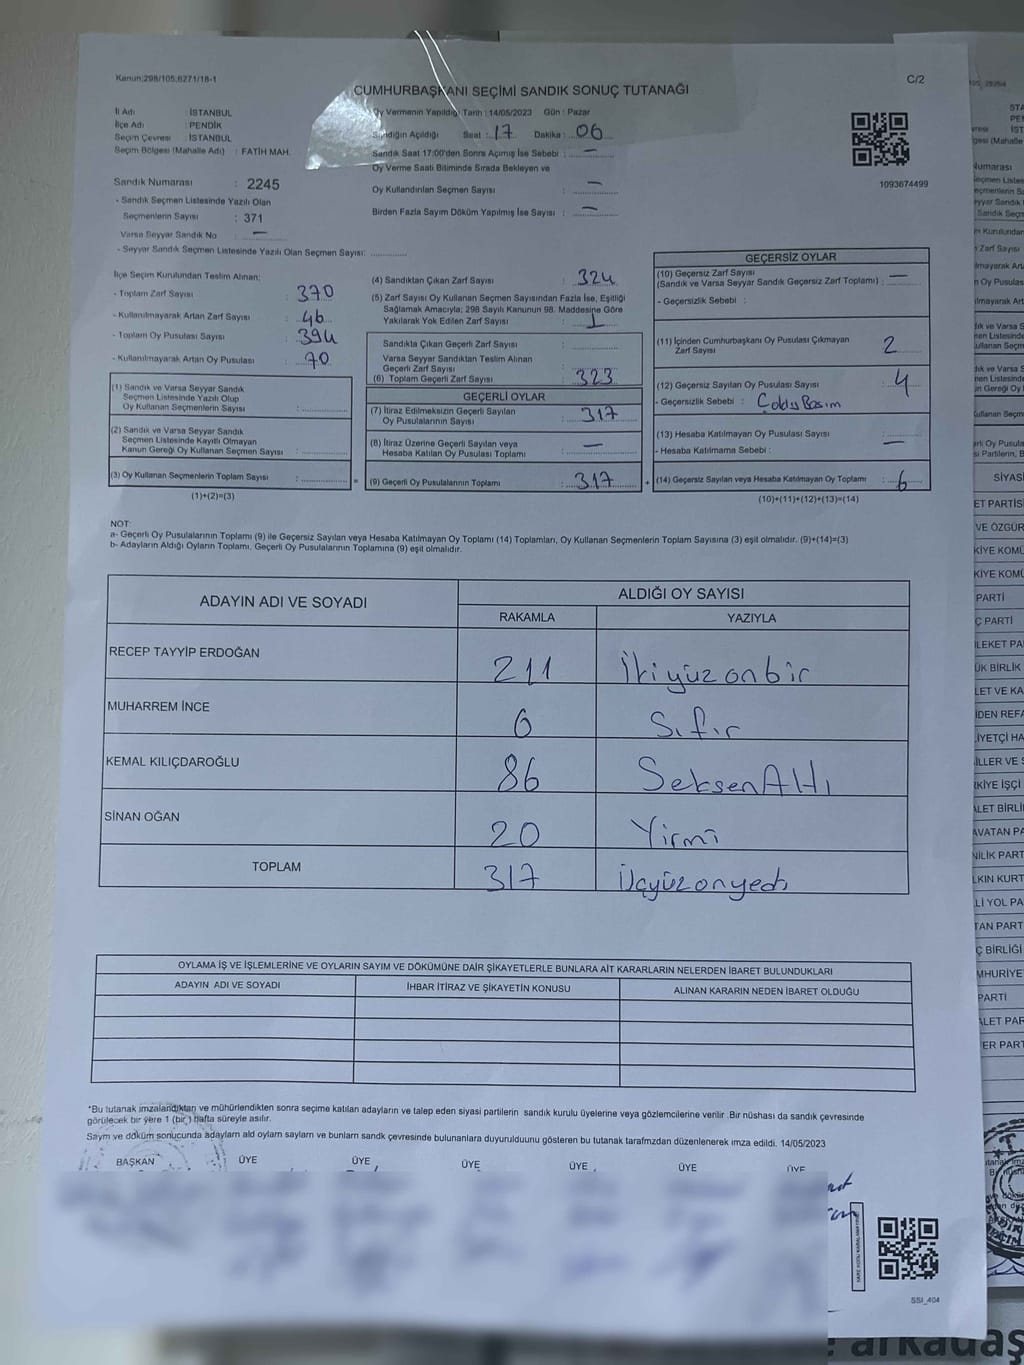 Kanun:298/105,6271/18-1
C/2
CUMHURBAŞKANI SEÇİMİ SANDIK SONUÇ TUTANAĞI
İl Adı : İSTANBUL
İlçe Adı : PENDİK
Seçim Çevresi : İSTANBUL
Seçim Bölgesi (Mahalle Adı) : FATİH MAH.
Oy Vermenin Yapıldığı Tarih : 14/05/2023 Gün : Pazar
Sandığın Açıldığı Saat : 17 Dakika : 06
Sandık Saat 17:00'den Sonra Açımış İse Sebebi : —
Oy Verme Saati Bitiminde Sırada Bekleyen ve
Oy Kullandırılan Seçmen Sayısı : —
Birden Fazla Sayım Döküm Yapılmış İse Sayısı : —
1093674499
Sandık Numarası : 2245
- Sandık Seçmen Listesinde Yazılı Olan
Seçmenlerin Sayısı : 371
Varsa Seyyar Sandık No : —
- Seyyar Sandık Seçmen Listesinde Yazılı Olan Seçmen Sayısı:
İlçe Seçim Kurulundan Teslim Alınan;
- Toplam Zarf Sayısı : 370
- Kullanılmayarak Artan Zarf Sayısı : 46
- Toplam Oy Pusulası Sayısı : 394
- Kullanılmayarak Artan Oy Pusulası : 70
(1) Sandık ve Varsa Seyyar Sandık
Seçmen Listesinde Yazılı Olup
Oy Kullanan Seçmenlerin Sayısı :
(2) Sandık ve Varsa Seyyar Sandık
Seçmen Listesinde Kayıtlı Olmayan
Kanun Gereği Oy Kullanan Seçmen Sayısı :
(3) Oy Kullanan Seçmenlerin Toplam Sayısı :
(1)+(2)=(3)
(4) Sandıktan Çıkan Zarf Sayısı : 324
(5) Zarf Sayısı Oy Kullanan Seçmen Sayısından Fazla İse, Eşitliği
Sağlamak Amacıyla; 298 Sayılı Kanunun 98. Maddesine Göre
Yakılarak Yok Edilen Zarf Sayısı : 1
Sandıkta Çıkan Geçerli Zarf Sayısı :
Varsa Seyyar Sandıktan Teslim Alınan
Geçerli Zarf Sayısı :
(6) Toplam Geçerli Zarf Sayısı : 323
GEÇERLİ OYLAR
(7) İtiraz Edilmeksizin Geçerli Sayılan
Oy Pusulalarının Sayısı : 317
(8) İtiraz Üzerine Geçerli Sayılan veya
Hesaba Katılan Oy Pusulası Toplamı : —
= (9) Geçerli Oy Pusulalarının Toplamı : 317
GEÇERSİZ OYLAR
(10) Geçersiz Zarf Sayısı
(Sandık ve Varsa Seyyar Sandık Geçersiz Zarf Toplamı) : —
- Geçersizlik Sebebi :
(11) İçinden Cumhurbaşkanı Oy Pusulası Çıkmayan
Zarf Sayısı 2
(12) Geçersiz Sayılan Oy Pusulası Sayısı : 4
- Geçersizlik Sebebi :
(13) Hesaba Katılmayan Oy Pusulası Sayısı : —
- Hesaba Katılmama Sebebi :
+ (14) Geçersiz Sayılan veya Hesaba Katılmayan Oy Toplamı : 6
(10)+(11)+(12)+(13)=(14)
NOT:
a- Geçerli Oy Pusulalarının Toplamı (9) ile Geçersiz Sayılan veya Hesaba Katılmayan Oy Toplamı (14) Toplamları, Oy Kullanan Seçmenlerin Toplam Sayısına (3) eşit olmalıdır. (9)+(14)=(3)
b- Adayların Aldığı Oyların Toplamı, Geçerli Oy Pusulalarının Toplamına (9) eşit olmalıdır.
ADAYIN ADI VE SOYADI
ALDIĞI OY SAYISI
RAKAMLA YAZIYLA
RECEP TAYYİP ERDOĞAN 211 İkiyüzonbir
MUHARREM İNCE 0 Sıfır
KEMAL KILIÇDAROĞLU 86 SeksenAltı
SİNAN OĞAN 20 Yirmi
TOPLAM 317 Üçyüzonyedi
OYLAMA İŞ VE İŞLEMLERİNE VE OYLARIN SAYIM VE DÖKÜMÜNE DAİR ŞİKAYETLERLE BUNLARA AİT KARARLARIN NELERDEN İBARET BULUNDUKLARI
ADAYIN ADI VE SOYADI İHBAR İTİRAZ VE ŞİKAYETİN KONUSU ALINAN KARARIN NEDEN İBARET OLDUĞU
*Bu tutanak imzalandıktan ve mühürlendikten sonra seçime katılan adayların ve talep eden siyasi partilerin sandık kurulu üyelerine veya gözlemcilerine verilir .Bir nüshası da sandık çevresinde
görülecek bir yere 1 (bir) hafta süreyle asılır.
Sayım ve döküm sonucunda adayların ald oyların sayların ve bunların sandk çevresinde bulunanlara duyurulduunu gösteren bu tutanak tarafmzdan düzenlenerek imza edildi. 14/05/2023
BAŞKAN ÜYE ÜYE ÜYE ÜYE ÜYE ÜYE
SSI_404
arkadaş